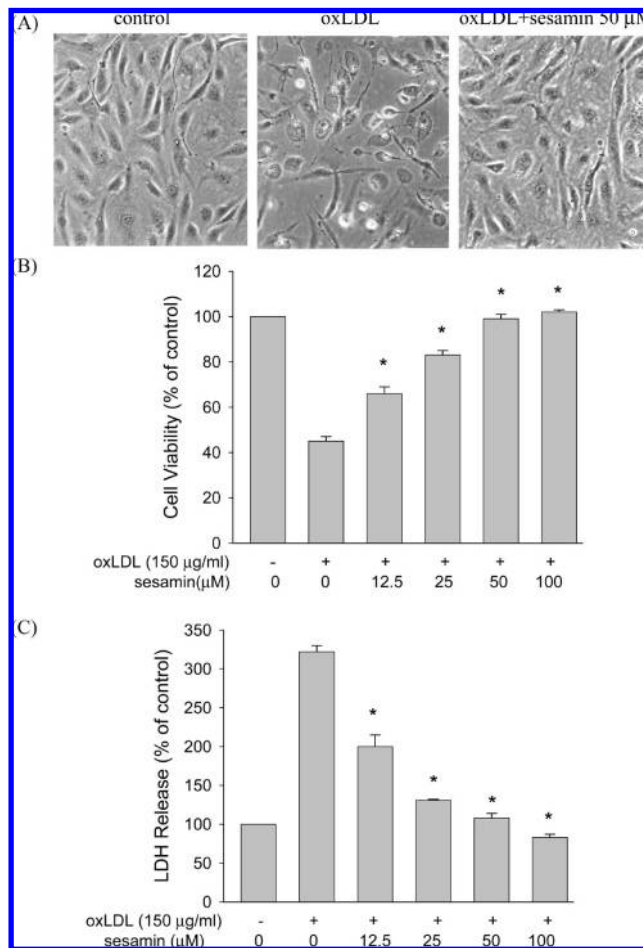 (A)
control
oxLDL
oxLDL+sesamin 50 μM
(B)
Cell Viability (% of control)
120
100
80
60
40
20
0
* * * *
oxLDL (150 μg/ml) - + + + + +
sesamin(μM) 0 0 12.5 25 50 100
(C)
LDH Release (% of control)
350
300
250
200
150
100
50
0
* * * *
oxLDL (150 μg/ml) - + + + + +
sesamin (μM) 0 0 12.5 25 50 100